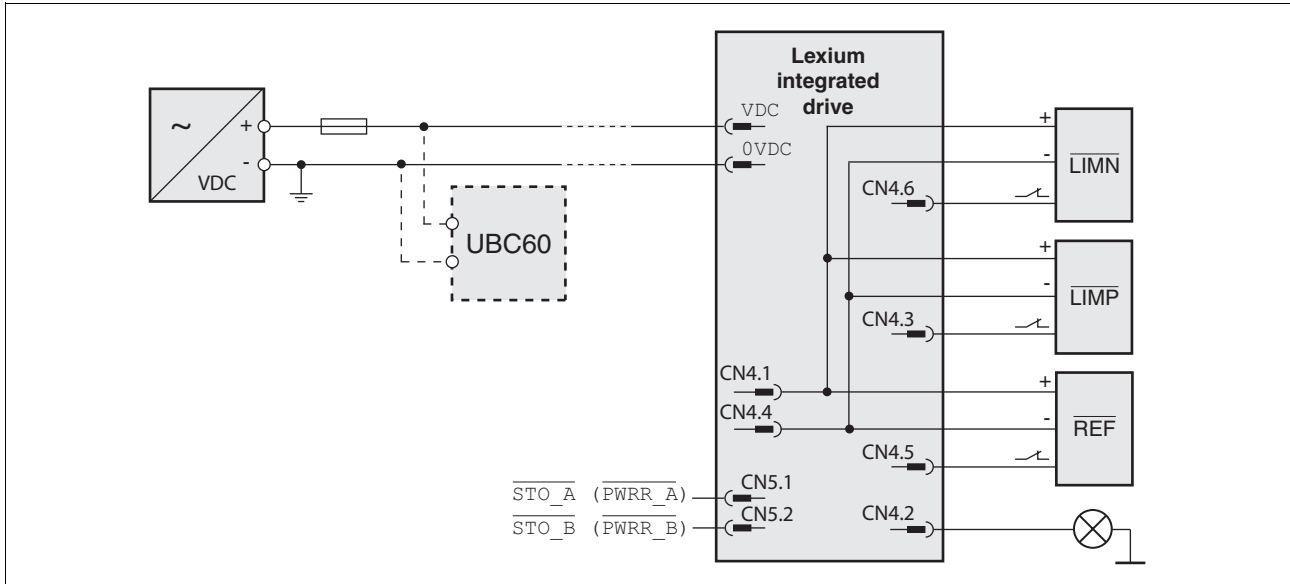 Lexium
integrated
drive
~
+
-
VDC
VDC
0VDC
UBC60
+
-
LIMN
CN4.6
+
-
LIMP
CN4.3
CN4.1
CN4.4
+
-
REF
CN4.5
STO_A (PWRR_A)
CN5.1
STO_B (PWRR_B)
CN5.2
CN4.2